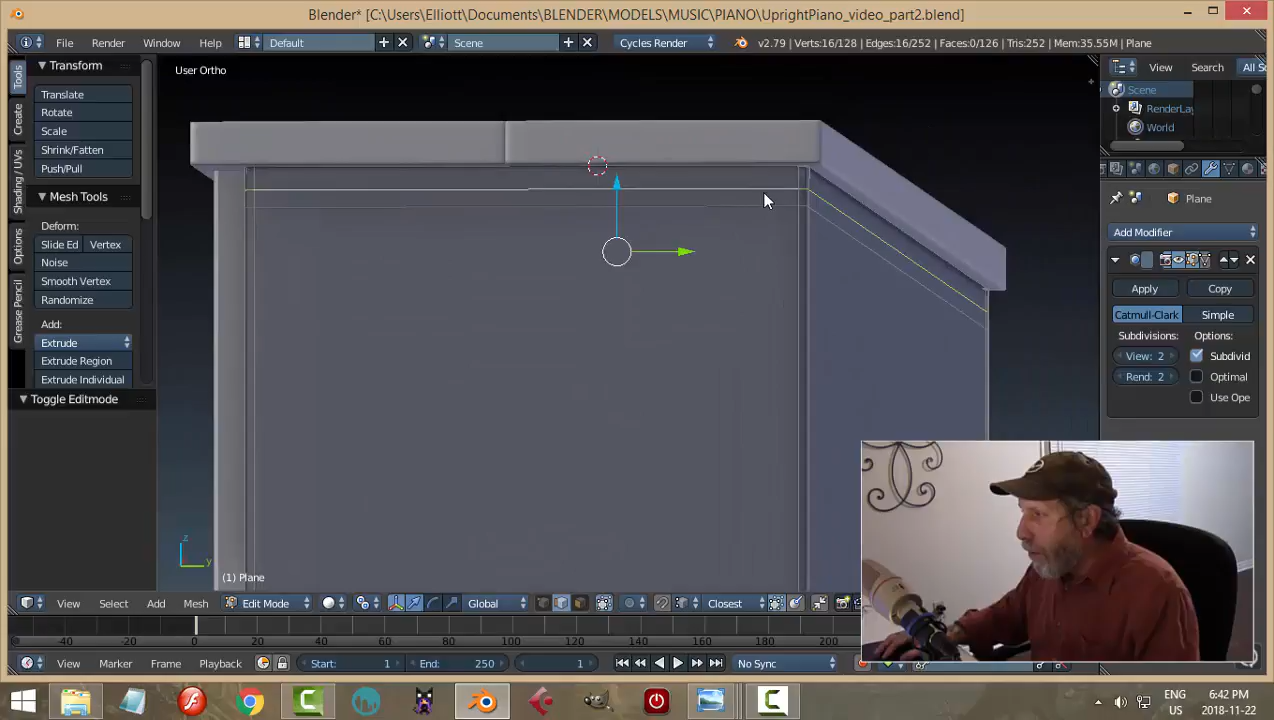 Blender* [C:\Users\Elliott\Documents\BLENDER\MODELS\MUSIC\PIANO\UprightPiano_video_part2.blend]
File Render Window Help Default Scene Cycles Render v2.79 | Verts:16/128 | Edges:16/252 | Faces:0/126 | Tris:252 | Mem:35.55M | Plane
View Search All S
Transform
User Ortho
Scene
Translate
RenderLay
Rotate
World
Scale
Shrink/Fatten
Push/Pull
Mesh Tools
Plane
Deform:
Add Modifier
Slide Ed Vertex
Noise
Smooth Vertex
Randomize
Apply Copy
Catmull-Clark Simple
Add:
Subdivisions: Options:
Extrude
View: 2 Subdivid
Extrude Region
Rend: 2 Optimal
Extrude Individual
Use Ope
Toggle Editmode
Tools
Create
Shading / UVs
Options
Grease Pencil
z
y
(1) Plane
View Select Add Mesh Edit Mode Global Closest
-40 -20 0 20 40 60 80 100 120 140 160 180 200
View Marker Frame Playback Start: 1 End: 250 1 No Sync
ENG 6:42 PM
US 2018-11-22